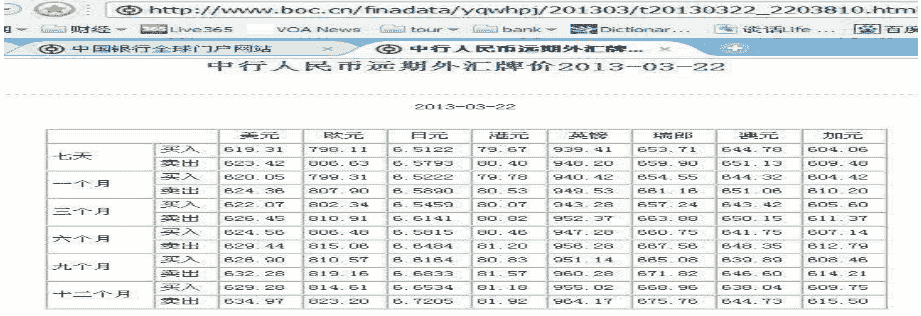 http://www.boc.cn/finadata/yqwhpj/201303/t20130322_2203810.htm
财经 Live365 VOA News tour bank Dictionar... 谈话Life ... 百度
中国银行全球门户网站 × 中行人民币远期外汇牌... ×
中行人民币远期外汇牌价2013-03-22
2013-03-22
美元 欧元 日元 港元 英镑 瑞郎 澳元 加元
七天 买入 619.31 798.11 6.5122 79.67 939.41 653.71 644.78 604.06
卖出 623.42 806.63 6.5793 80.40 948.20 659.90 651.13 609.48
一个月 买入 620.05 799.31 6.5222 79.78 940.42 654.55 644.32 604.42
卖出 624.36 807.90 6.5890 80.53 949.53 661.16 651.06 610.20
三个月 买入 622.07 802.34 6.5459 80.07 943.28 657.24 643.42 605.60
卖出 626.45 810.91 6.6141 80.82 952.37 663.88 650.15 611.37
六个月 买入 624.56 806.48 6.5815 80.46 947.28 660.75 641.75 607.14
卖出 629.44 815.06 6.6484 81.20 956.28 667.56 648.35 612.79
九个月 买入 626.90 810.57 6.6164 80.83 951.14 665.08 639.89 608.46
卖出 632.28 819.16 6.6833 81.57 960.28 671.82 646.60 614.21
十二个月 买入 629.28 814.61 6.6534 81.18 955.02 668.96 638.04 609.75
卖出 634.97 823.20 6.7205 81.92 964.17 675.76 644.73 615.50